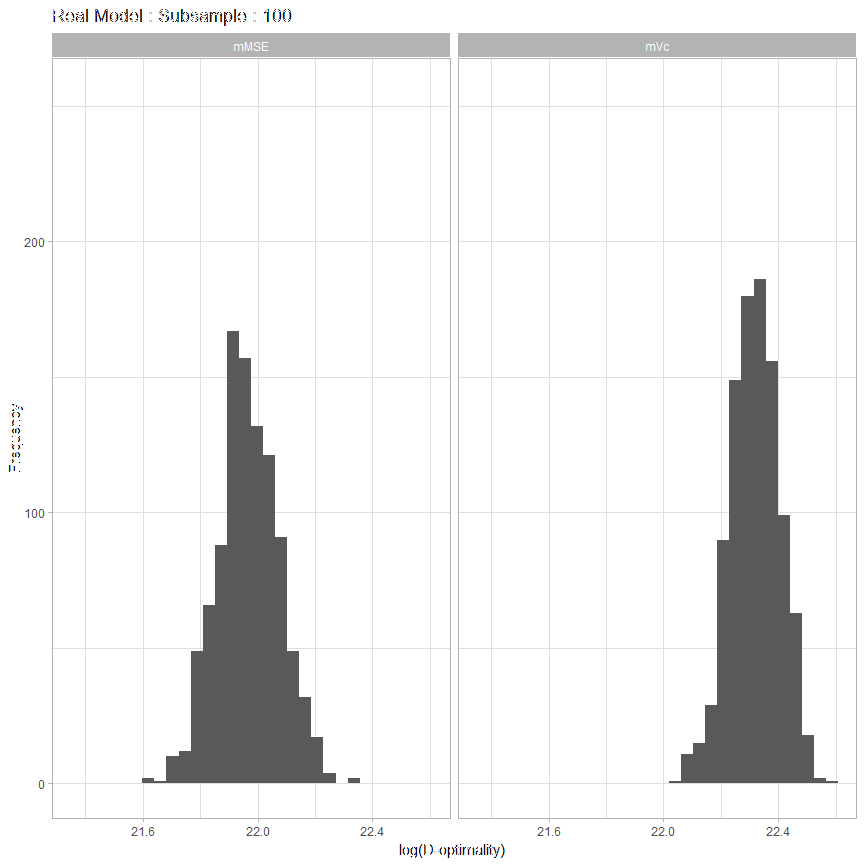 Real Model : Subsample : 100
mMSE
mVc
200
100
0
Frequency
21.6
22.0
22.4
21.6
22.0
22.4
log(D-optimality)